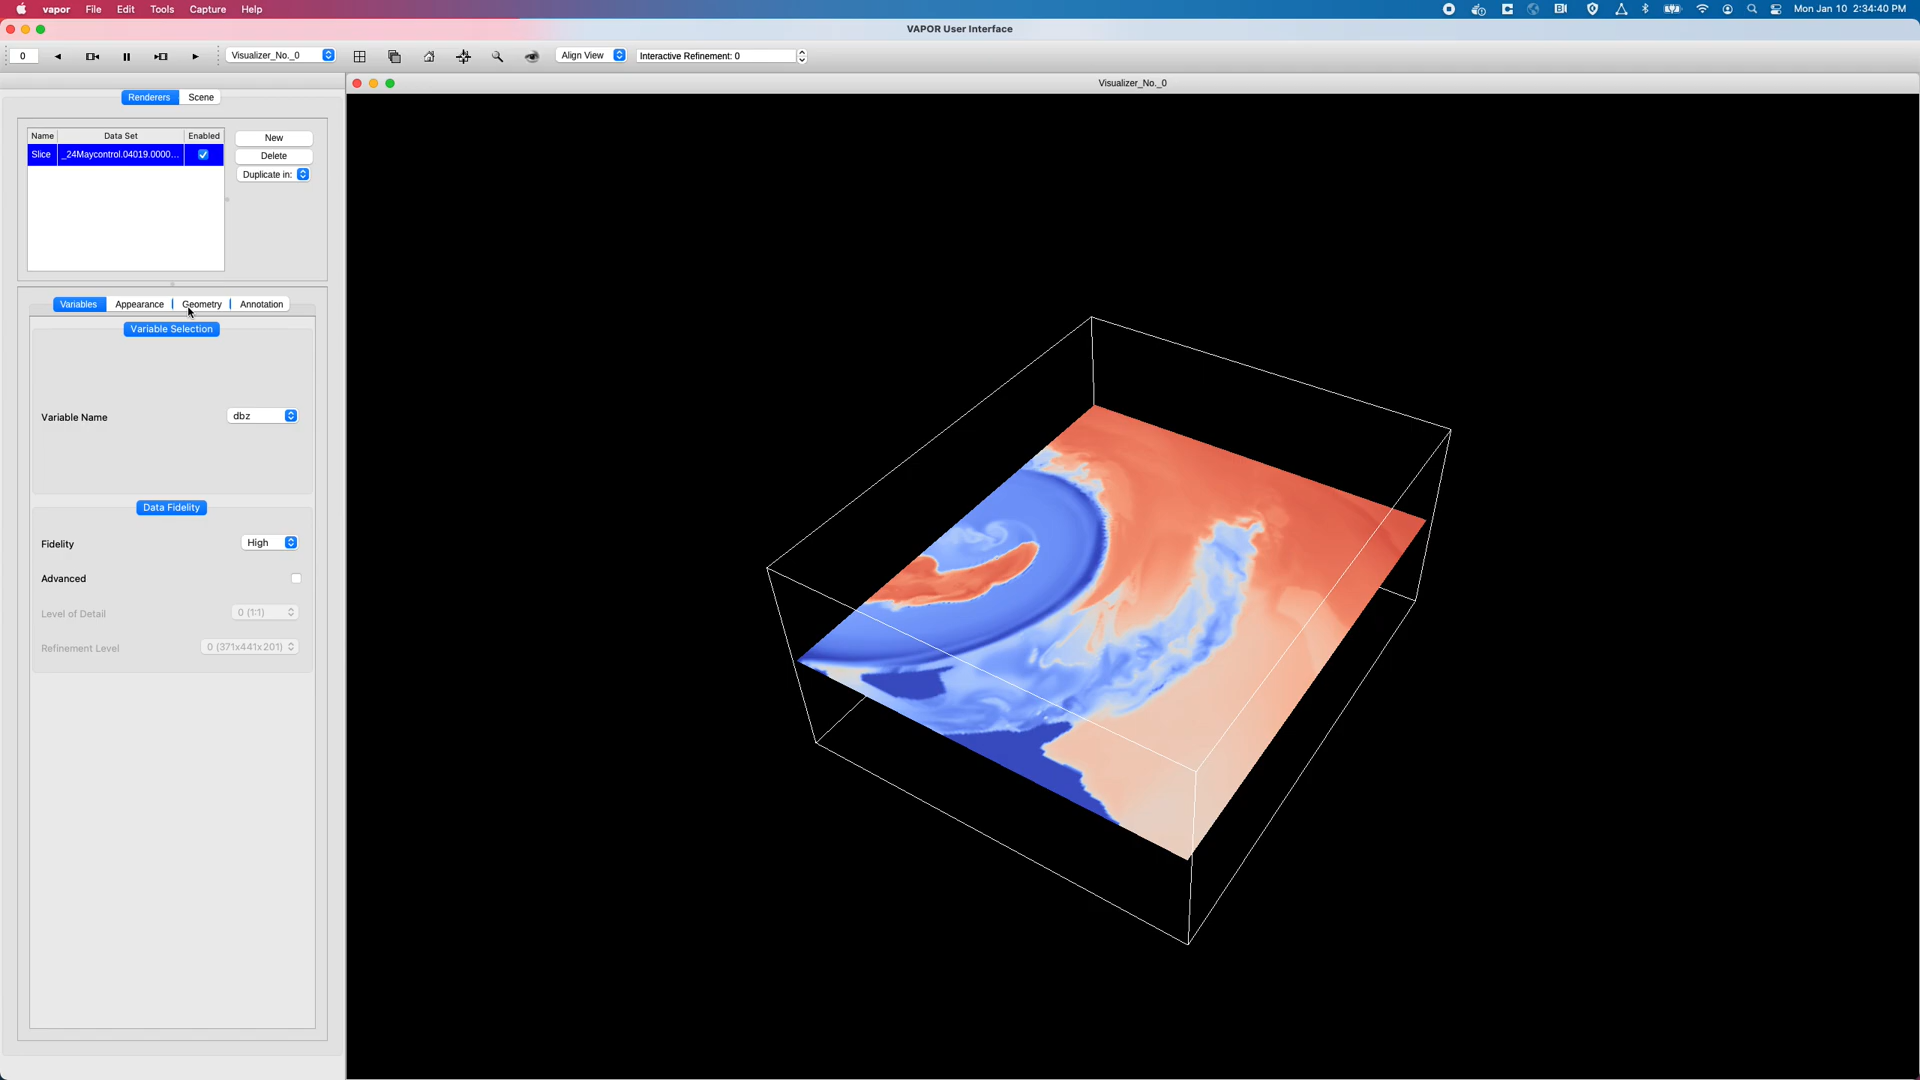 vapor File Edit Tools Capture Help Mon Jan 10 2:34:40 PM
VAPOR User Interface
0 Visualizer_No._0 Align View Interactive Refinement: 0
Visualizer_No._0
Renderers Scene
Name Data Set Enabled
Slice _24Maycontrol.04019.0000...
New
Delete
Duplicate in:
Variables Appearance Geometry Annotation
Variable Selection
Variable Name dbz
Data Fidelity
Fidelity High
Advanced
Level of Detail 0 (1:1)
Refinement Level 0 (371x441x201)